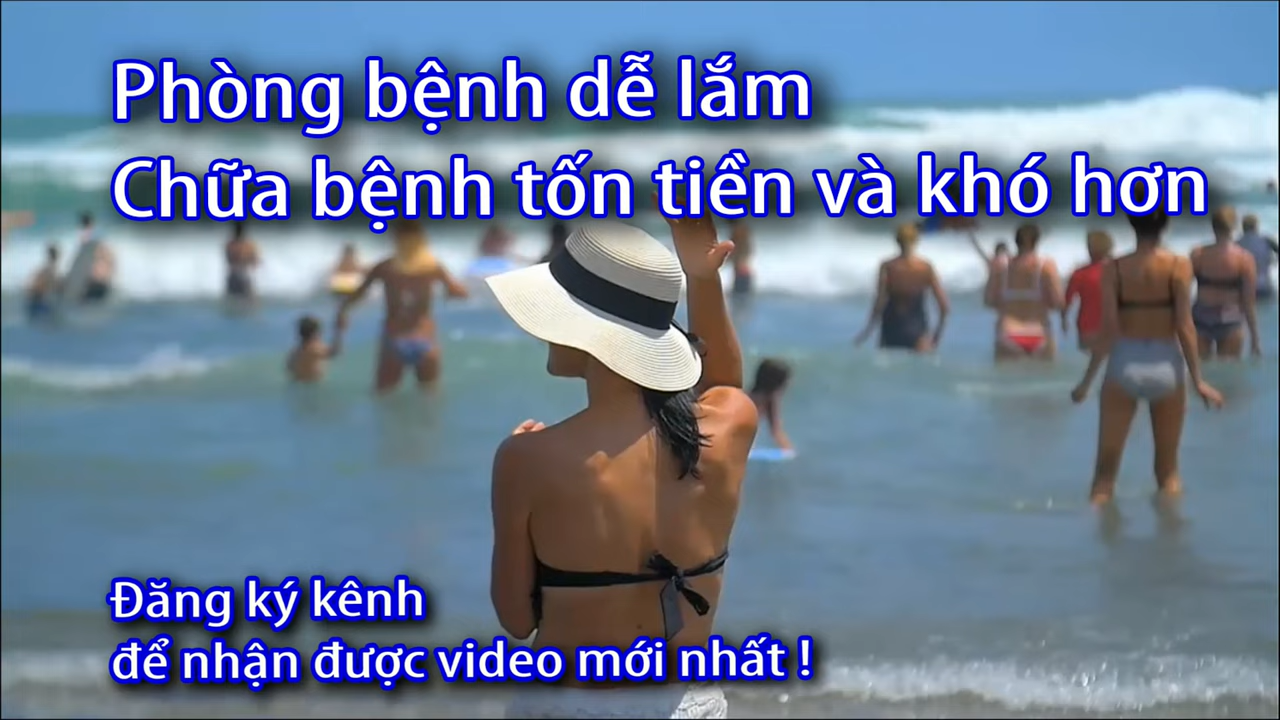 Phòng bệnh dễ lắm
Chữa bệnh tốn tiền và khó hơn
Đăng ký kênh
để nhận được video mới nhất !